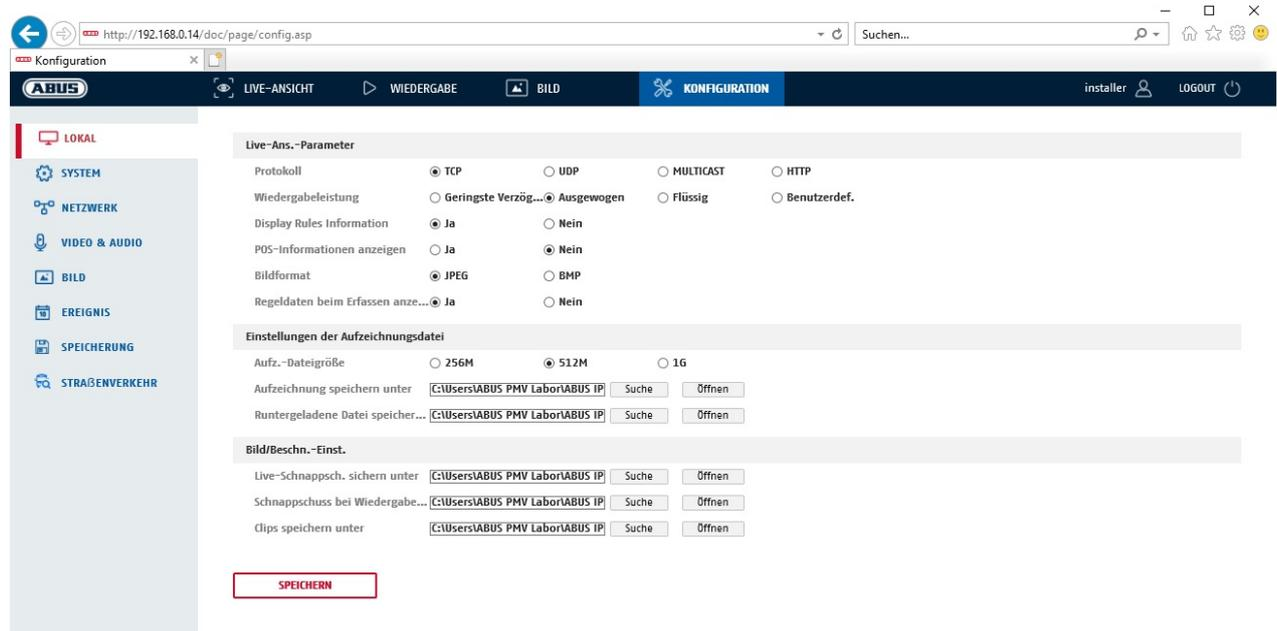 http://192.168.0.14/doc/page/config.asp Suchen...
Konfiguration
ABUS LIVE-ANSICHT WIEDERGABE BILD KONFIGURATION installer LOGOUT
LOKAL
SYSTEM
NETZWERK
VIDEO & AUDIO
BILD
EREIGNIS
SPEICHERUNG
STRAßENVERKEHR
Live-Ans.-Parameter
Protokoll TCP UDP MULTICAST HTTP
Wiedergabeleistung Geringste Verzög... Ausgewogen Flüssig Benutzerdef.
Display Rules Information Ja Nein
POS-Informationen anzeigen Ja Nein
Bildformat JPEG BMP
Regeldaten beim Erfassen anze... Ja Nein
Einstellungen der Aufzeichnungsdatei
Aufz.-Dateigröße 256M 512M 1G
Aufzeichnung speichern unter C:\Users\ABUS PMV Labor\ABUS IP Suche Öffnen
Runtergeladene Datei speicher... C:\Users\ABUS PMV Labor\ABUS IP Suche Öffnen
Bild/Beschn.-Einst.
Live-Schnappsch. sichern unter C:\Users\ABUS PMV Labor\ABUS IP Suche Öffnen
Schnappschuss bei Wiedergabe... C:\Users\ABUS PMV Labor\ABUS IP Suche Öffnen
Clips speichern unter C:\Users\ABUS PMV Labor\ABUS IP Suche Öffnen
SPEICHERN